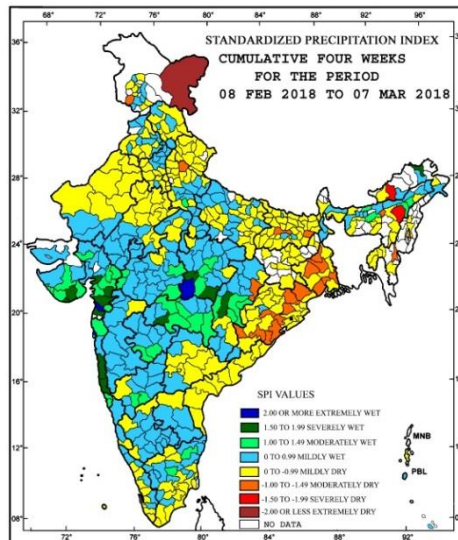 68° 72° 76° 80° 84° 88° 92° 96°
36°
STANDARDIZED PRECIPITATION INDEX
CUMULATIVE FOUR WEEKS
FOR THE PERIOD
08 FEB 2018 TO 07 MAR 2018
32°
28°
24°
20°
16°
12°
08°
SPI VALUES
2.00 OR MORE EXTREMELY WET
1.50 TO 1.99 SEVERELY WET
1.00 TO 1.49 MODERATELY WET
0 TO 0.99 MILDLY WET
0 TO -0.99 MILDLY DRY
-1.00 TO -1.49 MODERATELY DRY
-1.50 TO -1.99 SEVERELY DRY
-2.00 OR LESS EXTREMELY DRY
NO DATA
MNB
PBL
72° 76° 80° 84° 88° 92° 96°